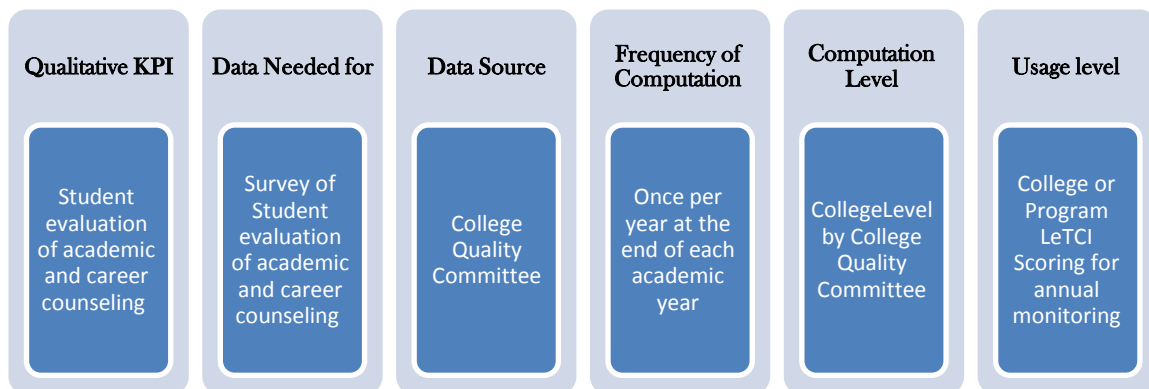 Qualitative KPI
Student
evaluation
of academic
and career
counseling
Data Needed for
Survey of
Student
evaluation
of academic
and career
counseling
Data Source
College
Quality
Committee
Frequency of
Computation
Once per
year at the
end of each
academic
year
Computation
Level
CollegeLevel
by College
Quality
Committee
Usage level
College or
Program
LeTCI
Scoring for
annual
monitoring